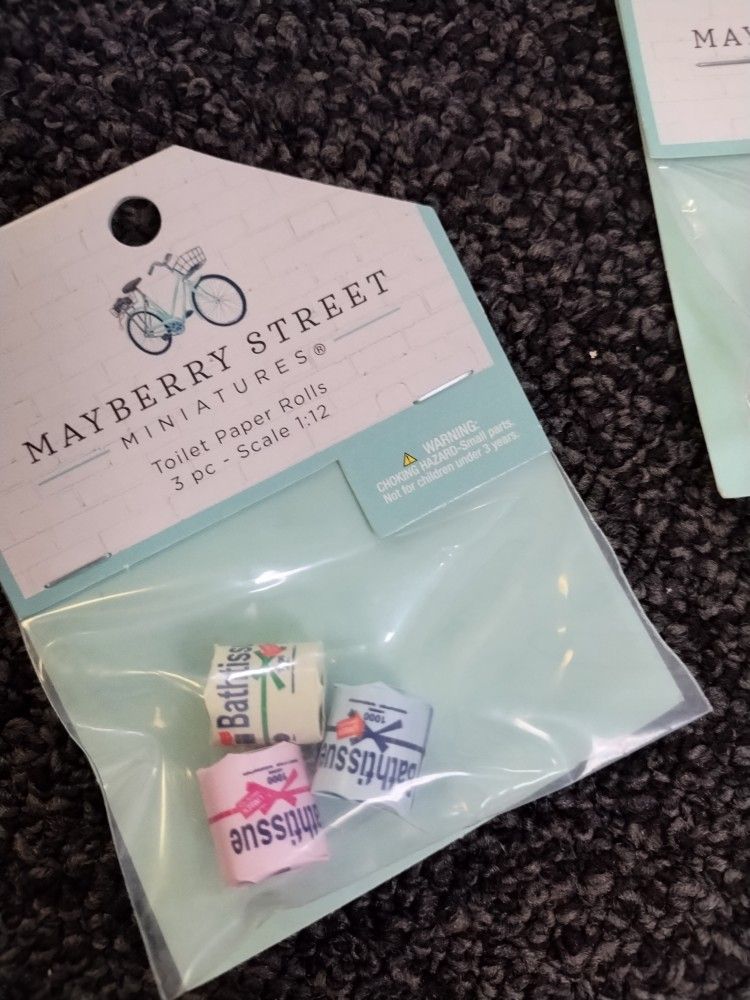 MAYBERRY STREET
MINIATURES®
Toilet Paper Rolls
3 pc - Scale 1:12
WARNING:
CHOKING HAZARD-Small parts.
Not for children under 3 years.
MAY
Bathtiss
1000
bathtissue
1000
bathtissue